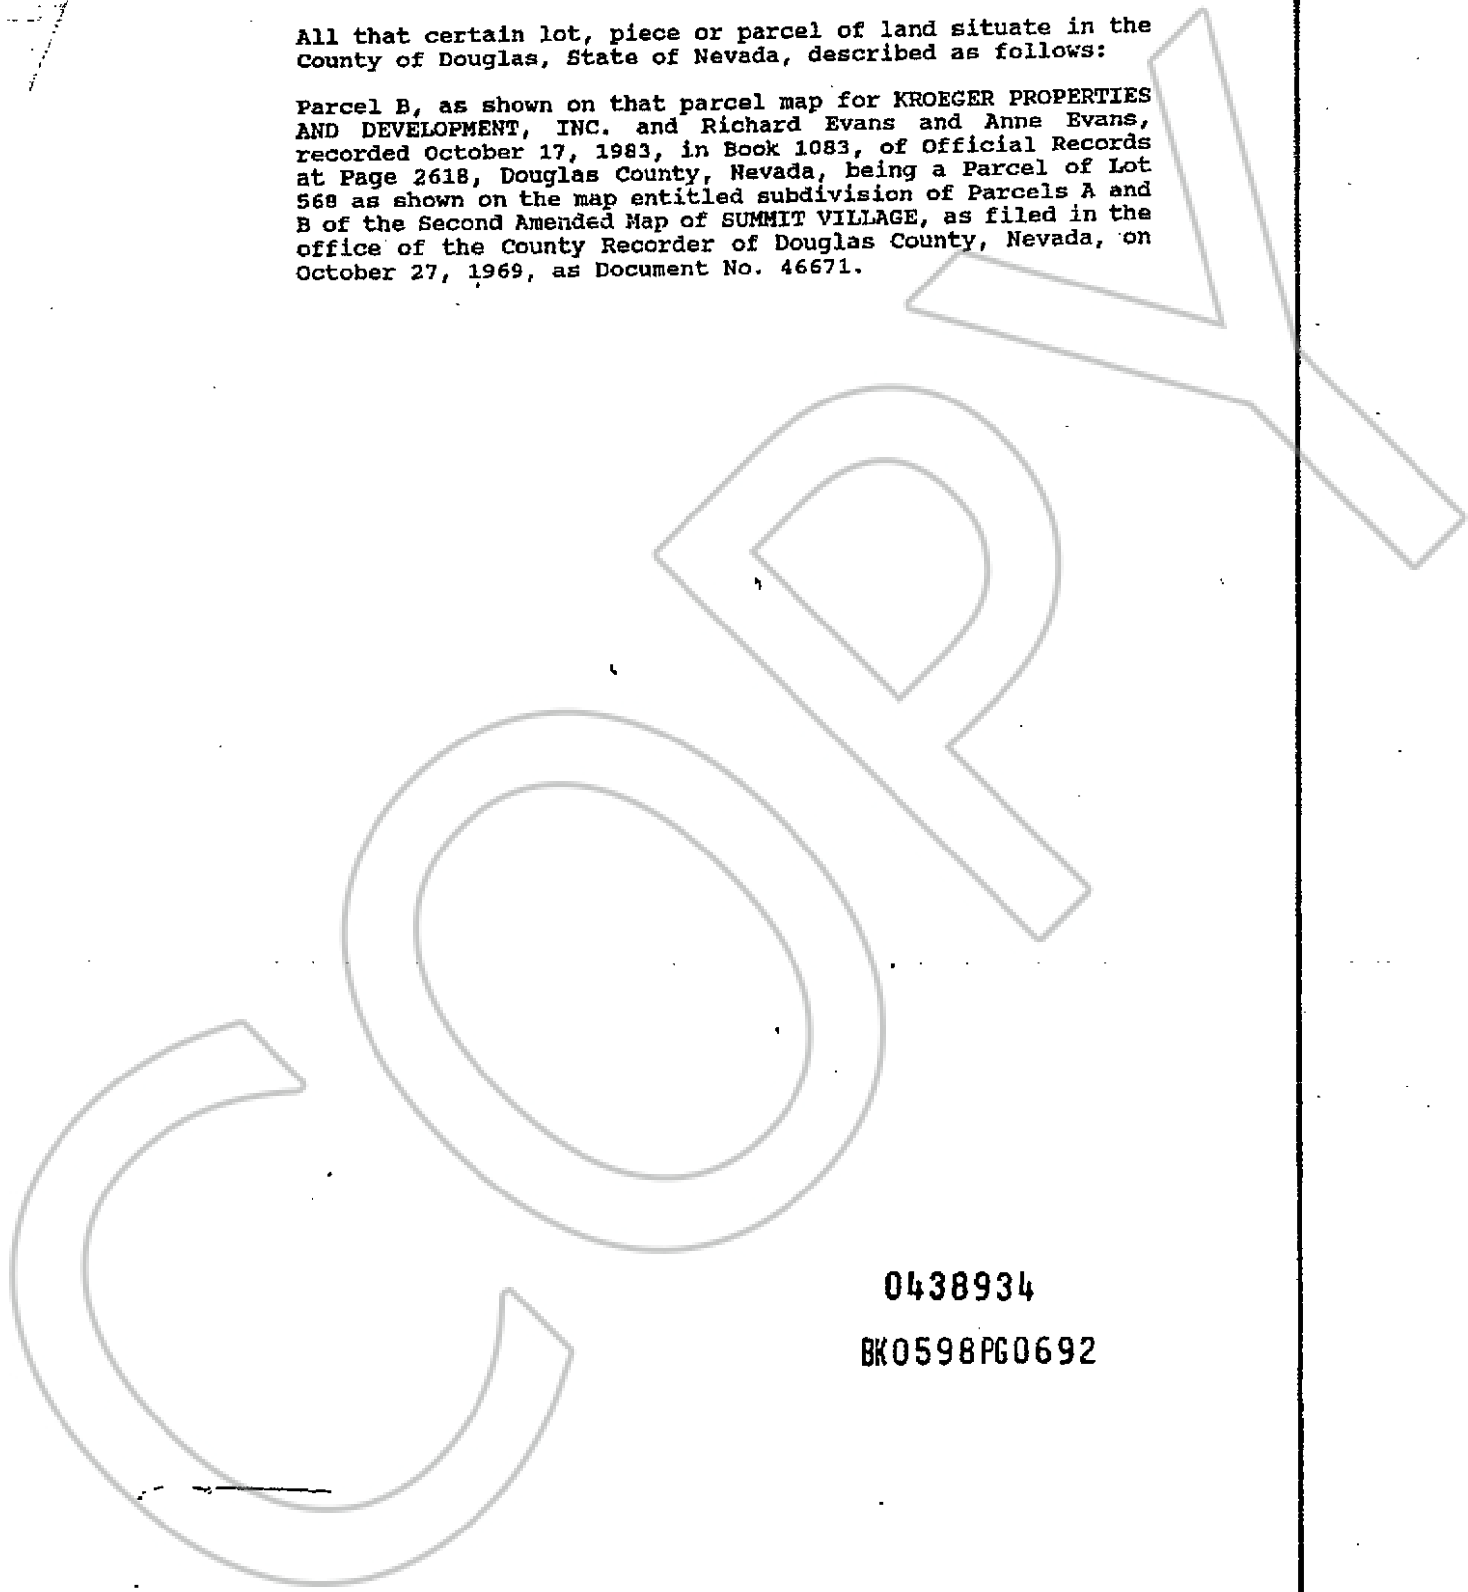 All that certain lot, piece or parcel of land situate in the
County of Douglas, State of Nevada, described as follows:
Parcel B, as shown on that parcel map for KROEGER PROPERTIES
AND DEVELOPMENT, INC. and Richard Evans and Anne Evans,
recorded October 17, 1983, in Book 1083, of Official Records
at Page 2618, Douglas County, Nevada, being a Parcel of Lot
568 as shown on the map entitled subdivision of Parcels A and
B of the Second Amended Map of SUMMIT VILLAGE, as filed in the
office of the County Recorder of Douglas County, Nevada, on
October 27, 1969, as Document No. 46671.
COPY
0438934
BK0598PG0692